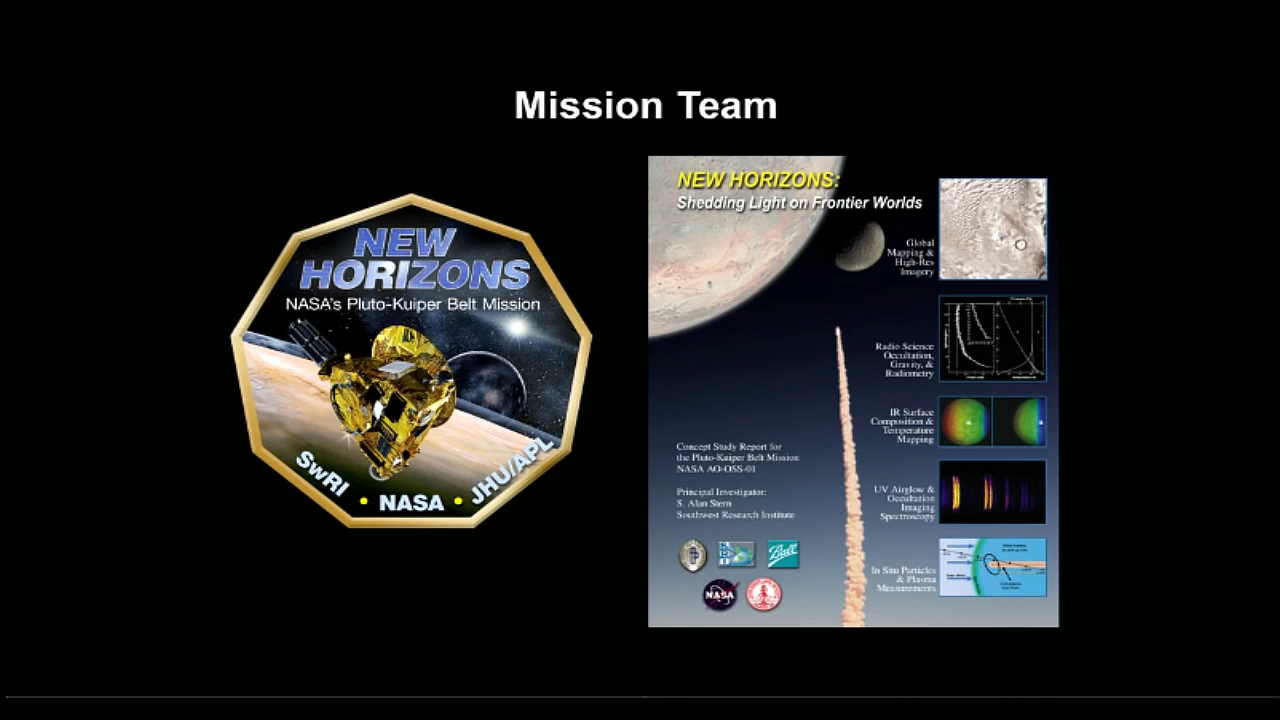 Mission Team
NEW
HORIZONS
NASA's Pluto-Kuiper Belt Mission
SwRI • NASA • JHU/APL
NEW HORIZONS:
Shedding Light on Frontier Worlds
Global
Mapping &
High-Res
Imagery
Radio Science
Occultation,
Gravity, &
Radiometry
IR Surface
Composition &
Temperature
Mapping
Concept Study Report for
the Pluto-Kuiper Belt Mission
NASA AO-OSS-01
Principal Investigator:
S. Alan Stern
Southwest Research Institute
UV Airglow &
Occultation
Imaging
Spectroscopy
In Situ Particles
& Plasma
Measurements
Ball
NASA